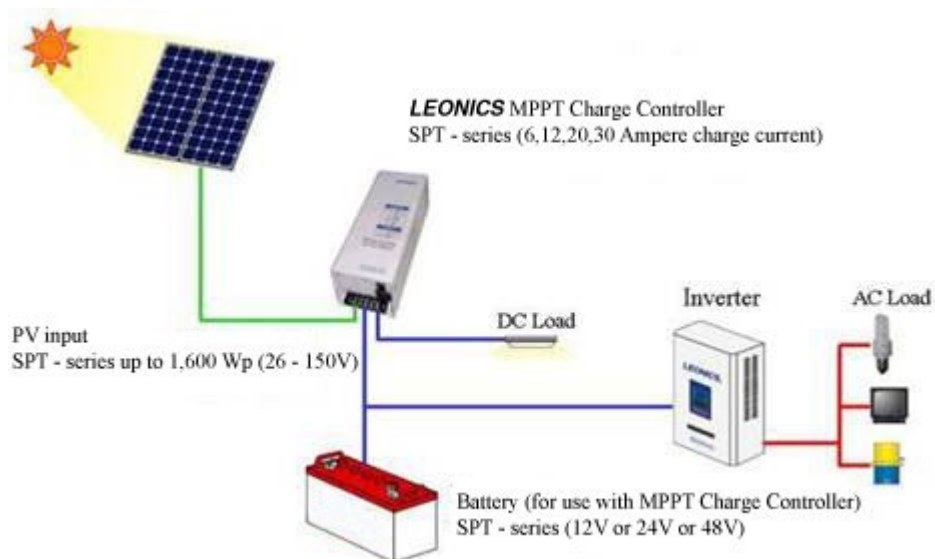 LEONICS MPPT Charge Controller
SPT - series (6,12,20,30 Ampere charge current)
Inverter
AC Load
DC Load
PV input
SPT - series up to 1,600 Wp (26 - 150V)
LEONICS
Battery (for use with MPPT Charge Controller)
SPT - series (12V or 24V or 48V)